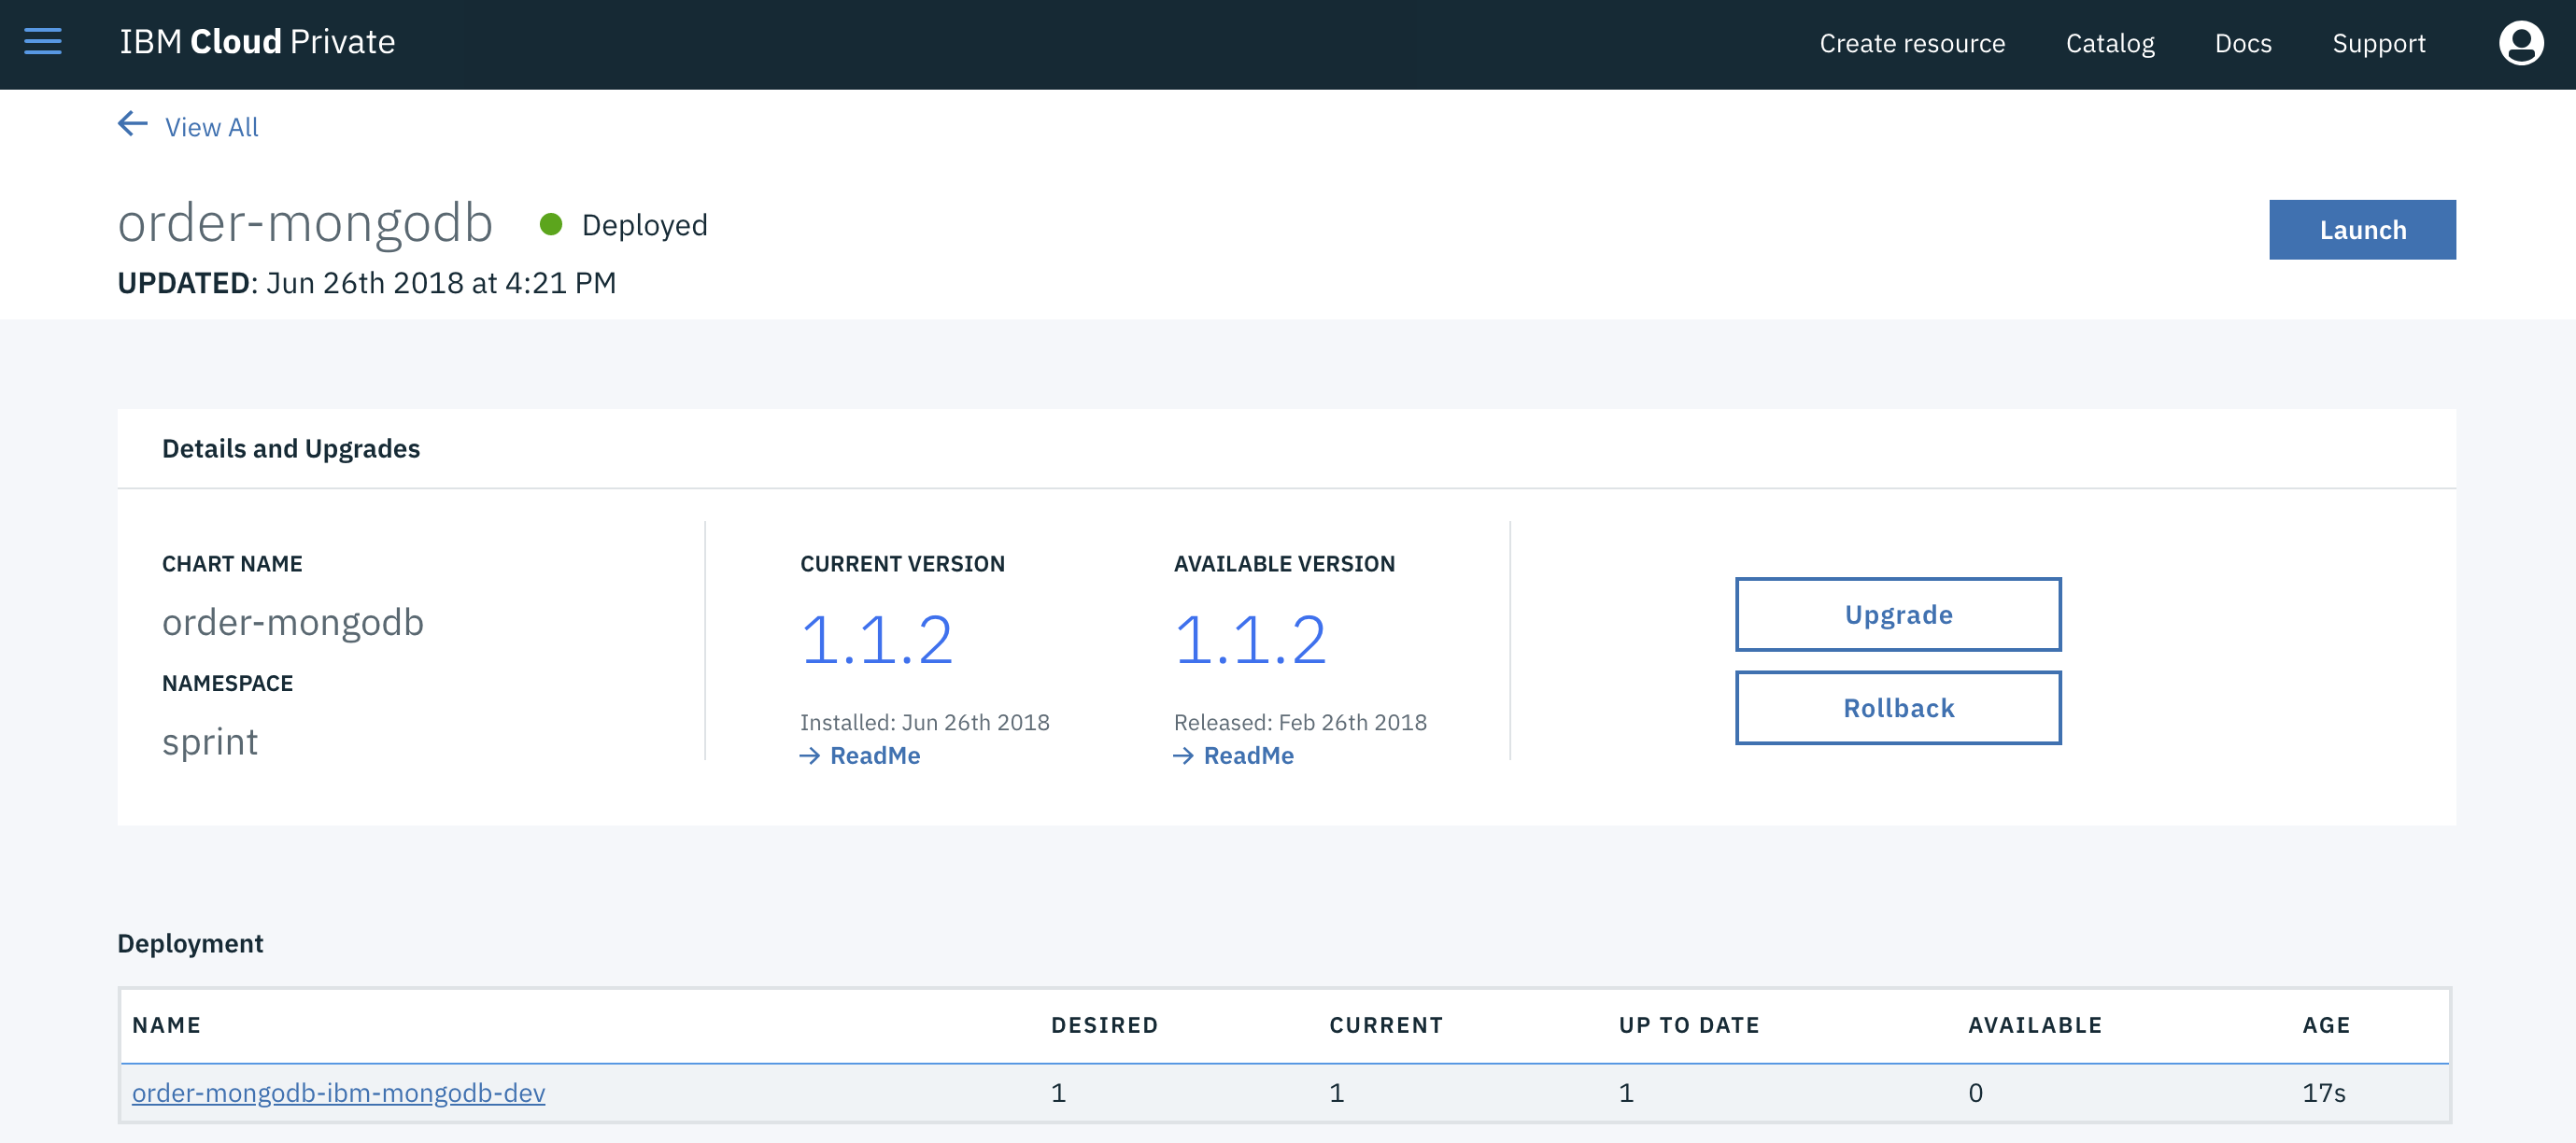 IBM Cloud Private Create resource Catalog Docs Support
View All
order-mongodb Deployed Launch
UPDATED: Jun 26th 2018 at 4:21 PM
Details and Upgrades
CHART NAME
order-mongodb
NAMESPACE
sprint
CURRENT VERSION
1.1.2
Installed: Jun 26th 2018
ReadMe
AVAILABLE VERSION
1.1.2
Released: Feb 26th 2018
ReadMe
Upgrade
Rollback
Deployment
NAME DESIRED CURRENT UP TO DATE AVAILABLE AGE
order-mongodb-ibm-mongodb-dev 1 1 1 0 17s